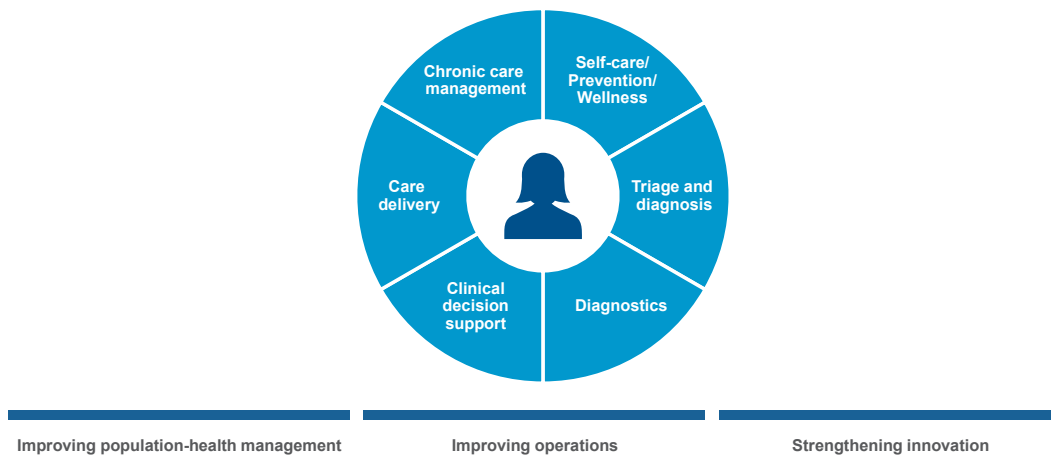 Chronic care
management
Self-care/
Prevention/
Wellness
Care
delivery
Triage and
diagnosis
Clinical
decision
support
Diagnostics
Improving population-health management
Improving operations
Strengthening innovation